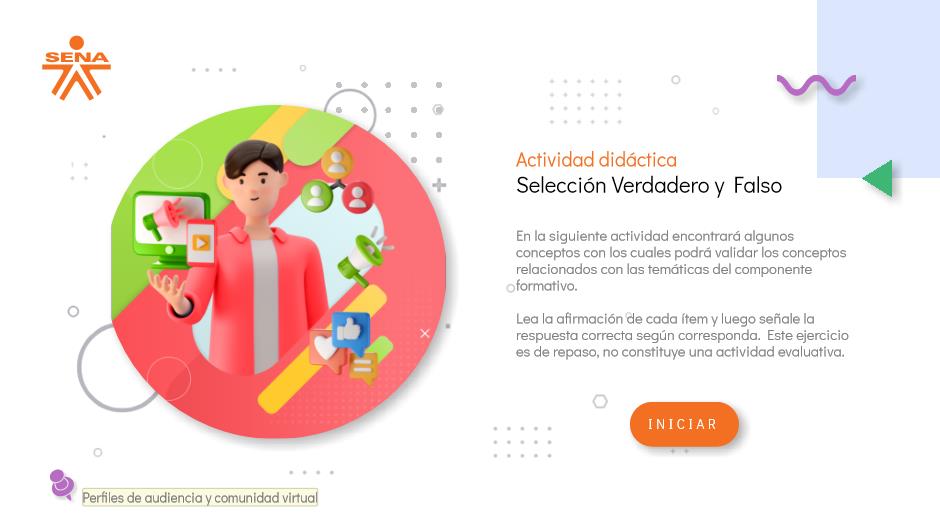 SENA
Actividad didáctica
Selección Verdadero y Falso
En la siguiente actividad encontrará algunos
conceptos con los cuales podrá validar los conceptos
relacionados con las temáticas del componente
formativo.
Lea la afirmación de cada ítem y luego señale la
respuesta correcta según corresponda. Este ejercicio
es de repaso, no constituye una actividad evaluativa.
INICIAR
Perfiles de audiencia y comunidad virtual